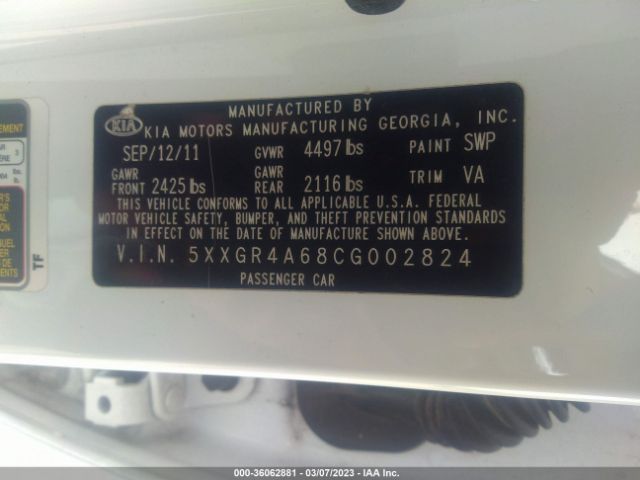 MANUFACTURED BY
KIA KIA MOTORS MANUFACTURING GEORGIA, INC.
SEP/12/11 GVWR 4497 lbs PAINT SWP
GAWR FRONT 2425 lbs GAWR REAR 2116 lbs TRIM VA
THIS VEHICLE CONFORMS TO ALL APPLICABLE U.S.A. FEDERAL
MOTOR VEHICLE SAFETY, BUMPER, AND THEFT PREVENTION STANDARDS
IN EFFECT ON THE DATE OF MANUFACTURE SHOWN ABOVE.
V.I.N. 5XXGR4A68CG002824
PASSENGER CAR
TF
000-36062881 - 03/07/2023 - IAA Inc.